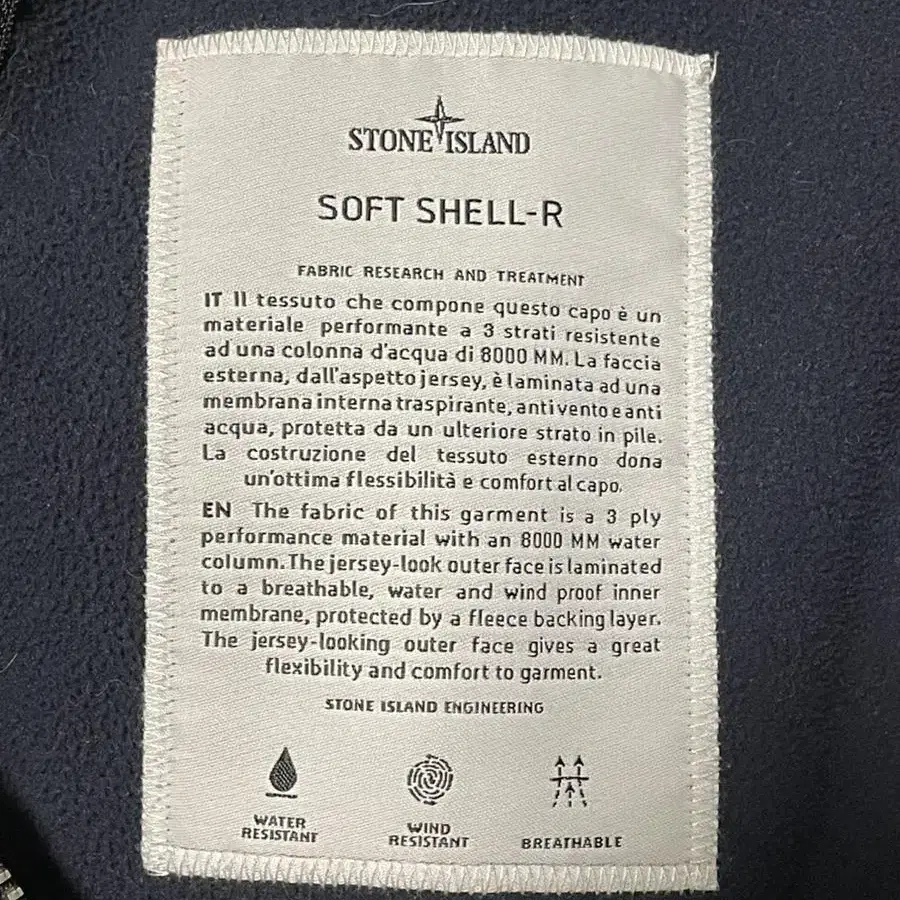 STONE ISLAND
SOFT SHELL-R
FABRIC RESEARCH AND TREATMENT
IT Il tessuto che compone questo capo è un
materiale performante a 3 strati resistente
ad una colonna d'acqua di 8000 MM. La faccia
esterna, dall'aspetto jersey, è laminata ad una
membrana interna traspirante, antivento e anti
acqua, protetta da un ulteriore strato in pile.
La costruzione del tessuto esterno dona
un'ottima flessibilità e comfort al capo.
EN The fabric of this garment is a 3 ply
performance material with an 8000 MM water
column. The jersey-look outer face is laminated
to a breathable, water and wind proof inner
membrane, protected by a fleece backing layer.
The jersey-looking outer face gives a great
flexibility and comfort to garment.
STONE ISLAND ENGINEERING
WATER
RESISTANT
WIND
RESISTANT
BREATHABLE